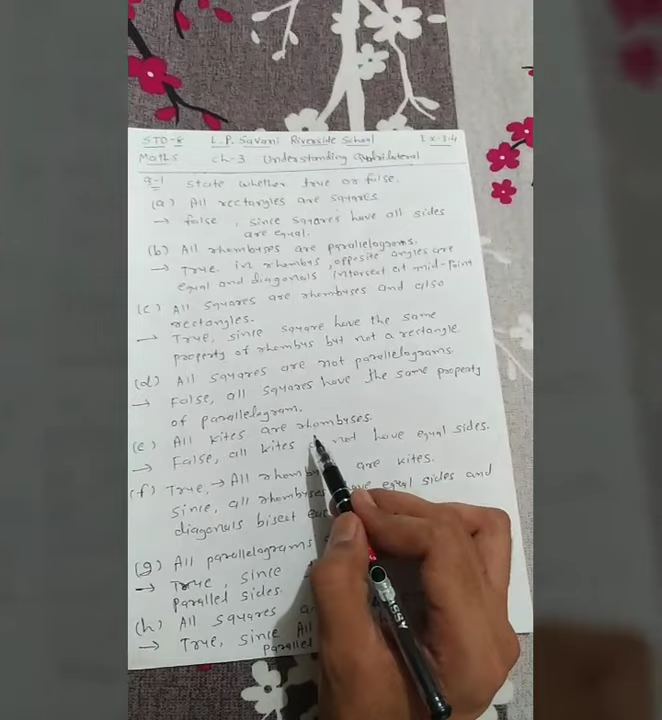 STD-8 L.P. Savani Riverside School Ex-3.4
Maths ch-3 Understanding Quadrilateral
Q-1 State whether true or false.
(a) All rectangles are squares
→ false, since squares have all sides
are equal.
(b) All rhombuses are parallelograms.
→ True. in rhombus, opposite angles are
equal and diagonals intersect at mid-point
(c) All squares are rhombuses and also
rectangles.
→ True, since square have the same
property of rhombus but not a rectangle
(d) All squares are not parallelograms.
→ False, all squares have the same property
of parallelogram.
(e) All kites are rhombuses.
→ False, all kites not have equal sides.
(f) True, → All are kites.
since, all rhombuses have equal sides and
diagonals bisect
(g) All parallelograms
→ True, since
parallel sides.
(h) All squares
→ True, since All
parallel
CLASSY